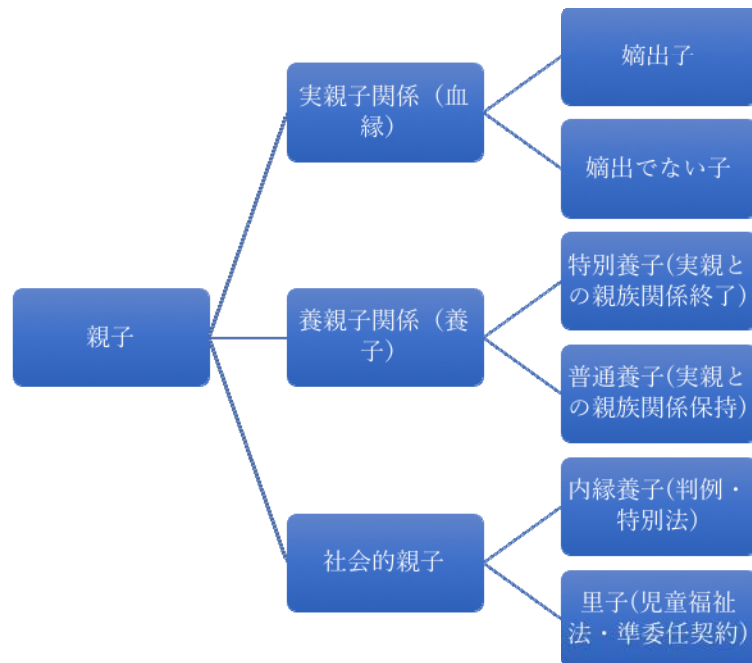 親子
実親子関係（血
縁）
嫡出子
嫡出でない子
養親子関係（養
子）
特別養子(実親と
の親族関係終了)
普通養子(実親と
の親族関係保持)
社会的親子
内縁養子(判例・
特別法)
里子(児童福祉
法・準委任契約)